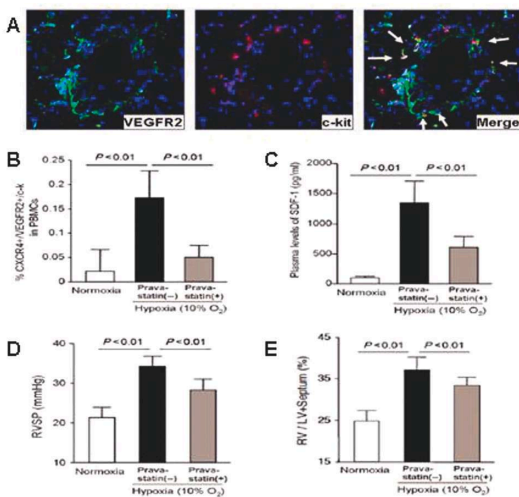 A
VEGFR2
c-kit
Merge
B
P<0.01 P<0.01
% CXCR4+/VEGFR2+/c-k
in PBMCs
0.25
0.2
0.15
0.1
0.05
0
Normoxia
Prava-
statin(−)
Prava-
statin(+)
Hypoxia (10% O2)
C
P<0.01 P<0.01
Plasma levels of SDF-1 (pg/ml)
2000
1500
1000
500
0
Normoxia
Prava-
statin(−)
Prava-
statin(+)
Hypoxia (10% O2)
D
P<0.01 P<0.01
RVSP
(mmHg)
40
30
20
10
Normoxia
Prava-
statin(−)
Prava-
statin(+)
Hypoxia (10% O2)
E
P<0.01 P<0.01
RV / LV+Septum (%)
45
35
25
15
Normoxia
Prava-
statin(−)
Prava-
statin(+)
Hypoxia (10% O2)